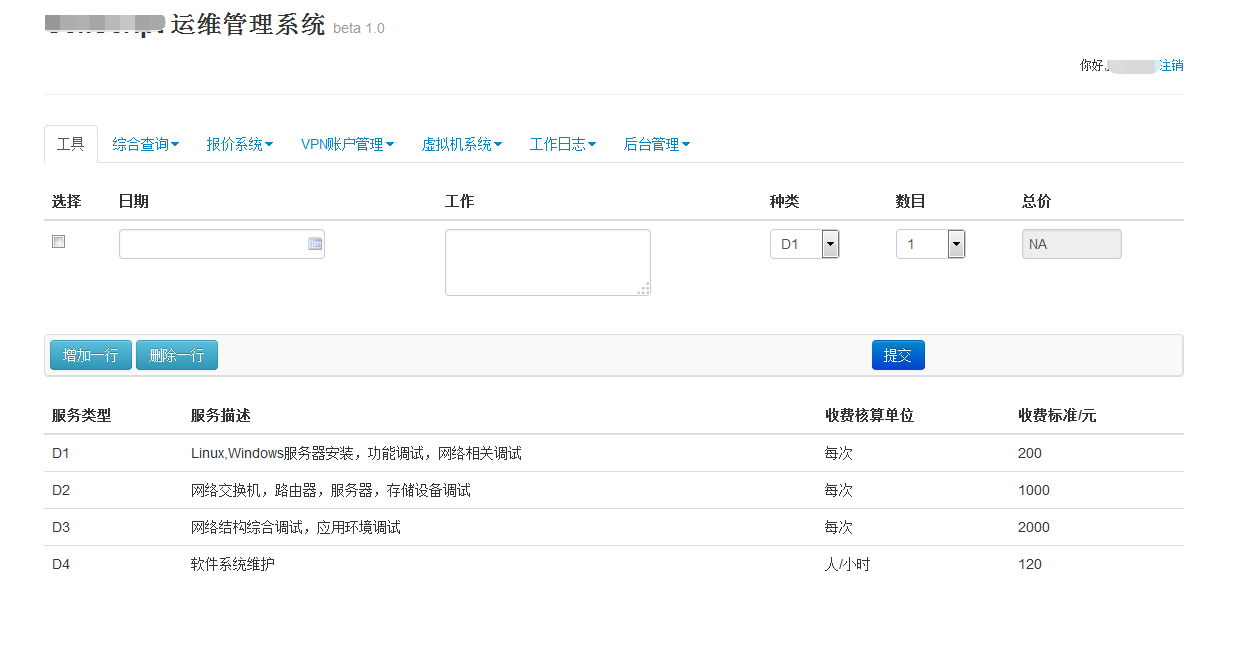 运维管理系统 beta 1.0
你好, 注销
工具 综合查询 报价系统 VPN账户管理 虚拟机系统 工作日志 后台管理
选择 日期 工作 种类 数目 总价
D1 1 NA
增加一行 删除一行 提交
服务类型 服务描述 收费核算单位 收费标准/元
D1 Linux,Windows服务器安装，功能调试，网络相关调试 每次 200
D2 网络交换机，路由器，服务器，存储设备调试 每次 1000
D3 网络结构综合调试，应用环境调试 每次 2000
D4 软件系统维护 人/小时 120